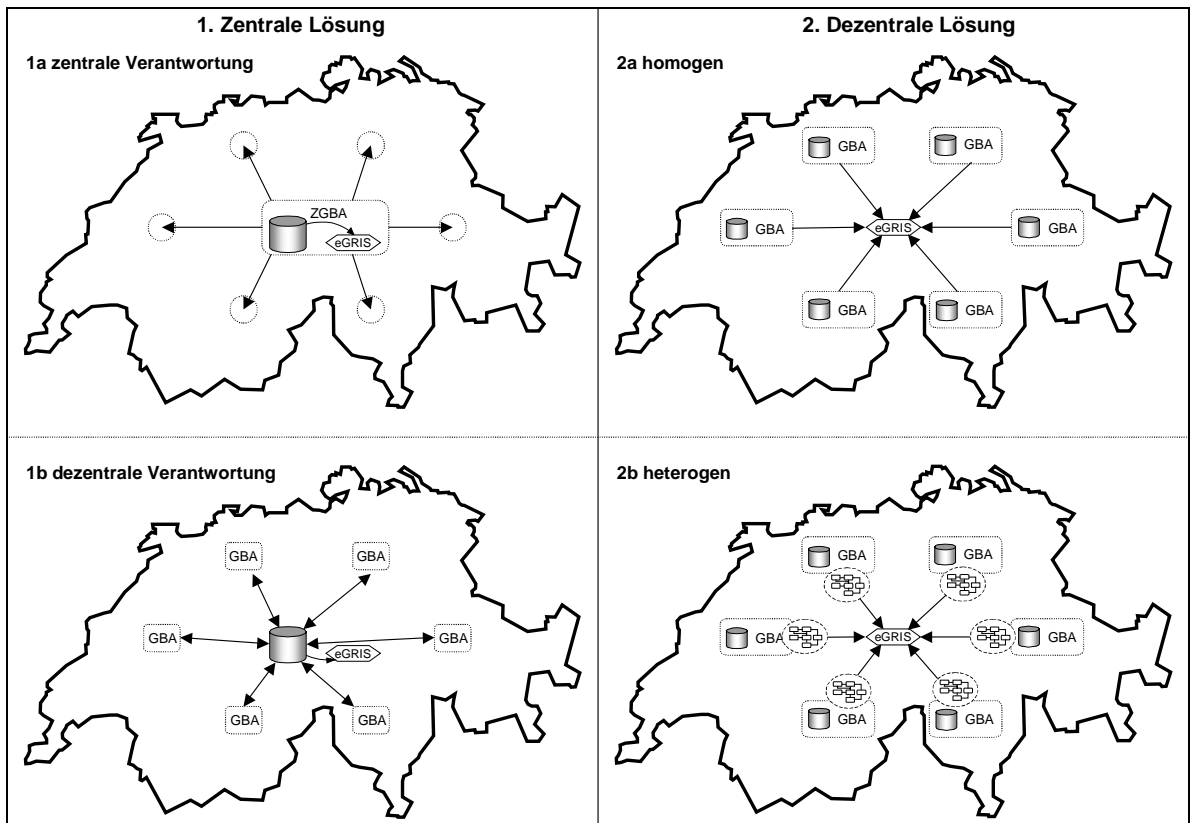 1. Zentrale Lösung
1a zentrale Verantwortung
ZGBA
eGRIS
2. Dezentrale Lösung
2a homogen
GBA
GBA
GBA
eGRIS
GBA
GBA
GBA
1b dezentrale Verantwortung
GBA
GBA
GBA
GBA
eGRIS
GBA
GBA
2b heterogen
GBA
GBA
GBA
eGRIS
GBA
GBA
GBA